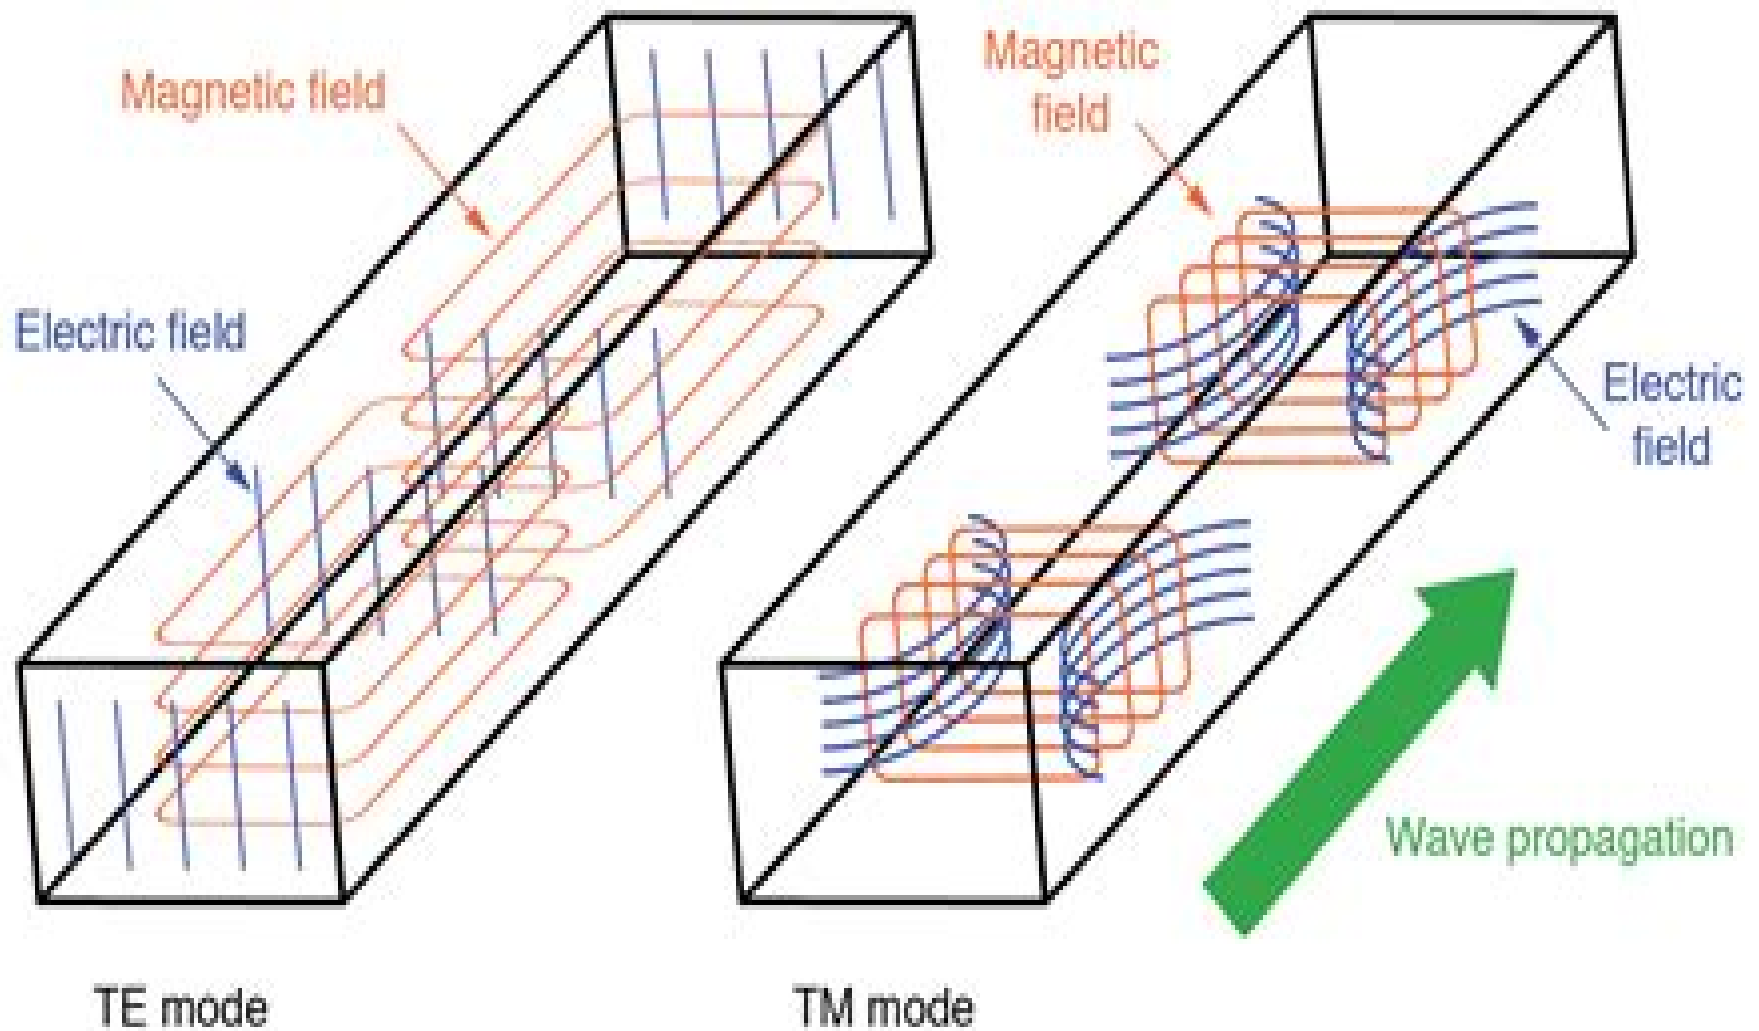 Magnetic field
Electric field
TE mode
Magnetic
field
Electric
field
Wave propagation
TM mode